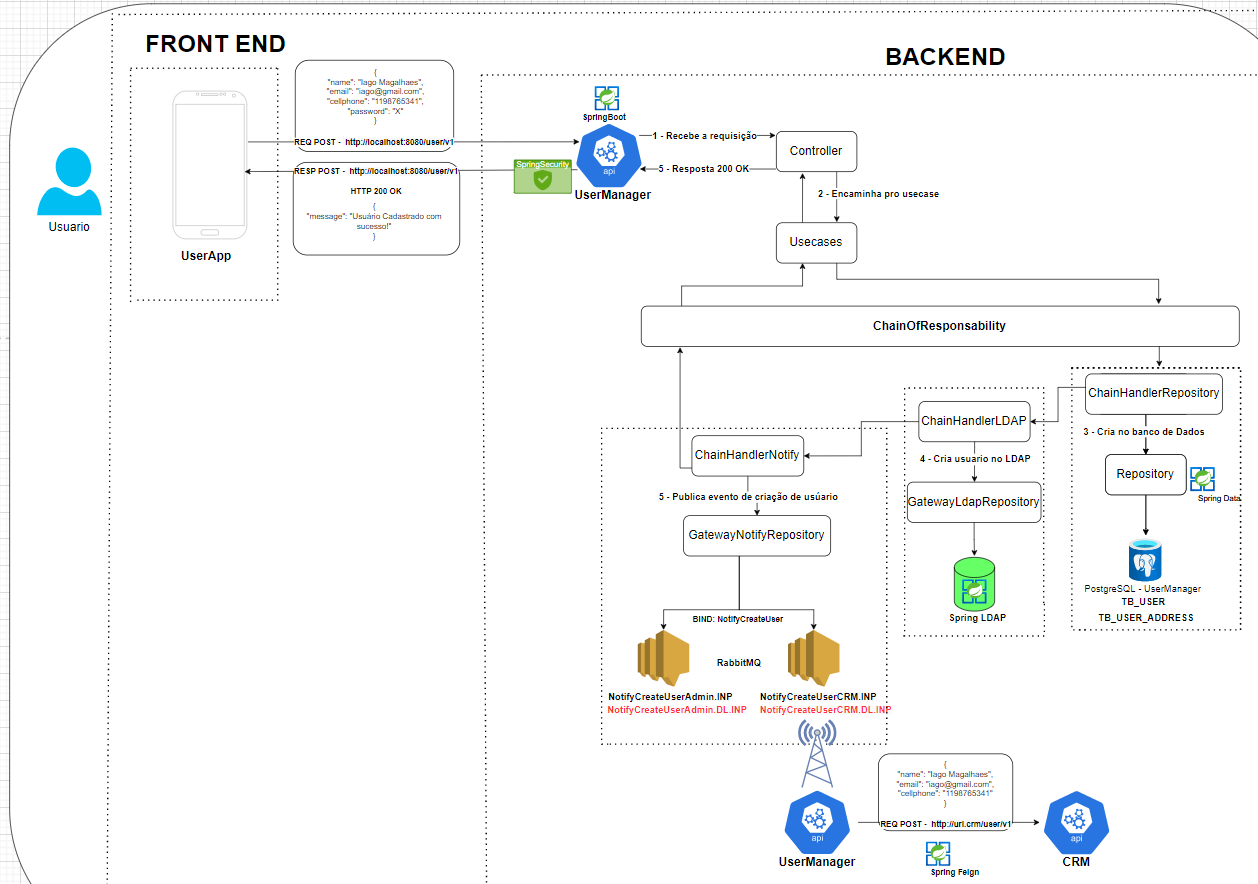 FRONT END
BACKEND
{
"name": "Iago Magalhaes",
"email": "iago@gmail.com",
"cellphone": "1198765341",
"password": "X"
}
REQ POST - http://localhost:8080/user/v1
RESP POST - http://localhost:8080/user/v1
HTTP 200 OK
{
"message": "Usuário Cadastrado com
sucesso!"
}
Usuario
UserApp
SpringBoot
api
UserManager
SpringSecurity
1 - Recebe a requisição
5 - Resposta 200 OK
Controller
2 - Encaminha pro usecase
Usecases
ChainOfResponsability
ChainHandlerRepository
3 - Cria no banco de Dados
Repository
Spring Data
PostgreSQL - UserManager
TB_USER
TB_USER_ADDRESS
ChainHandlerLDAP
4 - Cria usuario no LDAP
GatewayLdapRepository
Spring LDAP
ChainHandlerNotify
5 - Publica evento de criação de usúario
GatewayNotifyRepository
BIND: NotifyCreateUser
RabbitMQ
NotifyCreateUserAdmin.INP
NotifyCreateUserAdmin.DL.INP
NotifyCreateUserCRM.INP
NotifyCreateUserCRM.DL.INP
api
UserManager
{
"name": "Iago Magalhaes",
"email": "iago@gmail.com",
"cellphone": "1198765341"
}
REQ POST - http://uri.crm/user/v1
Spring Feign
api
CRM